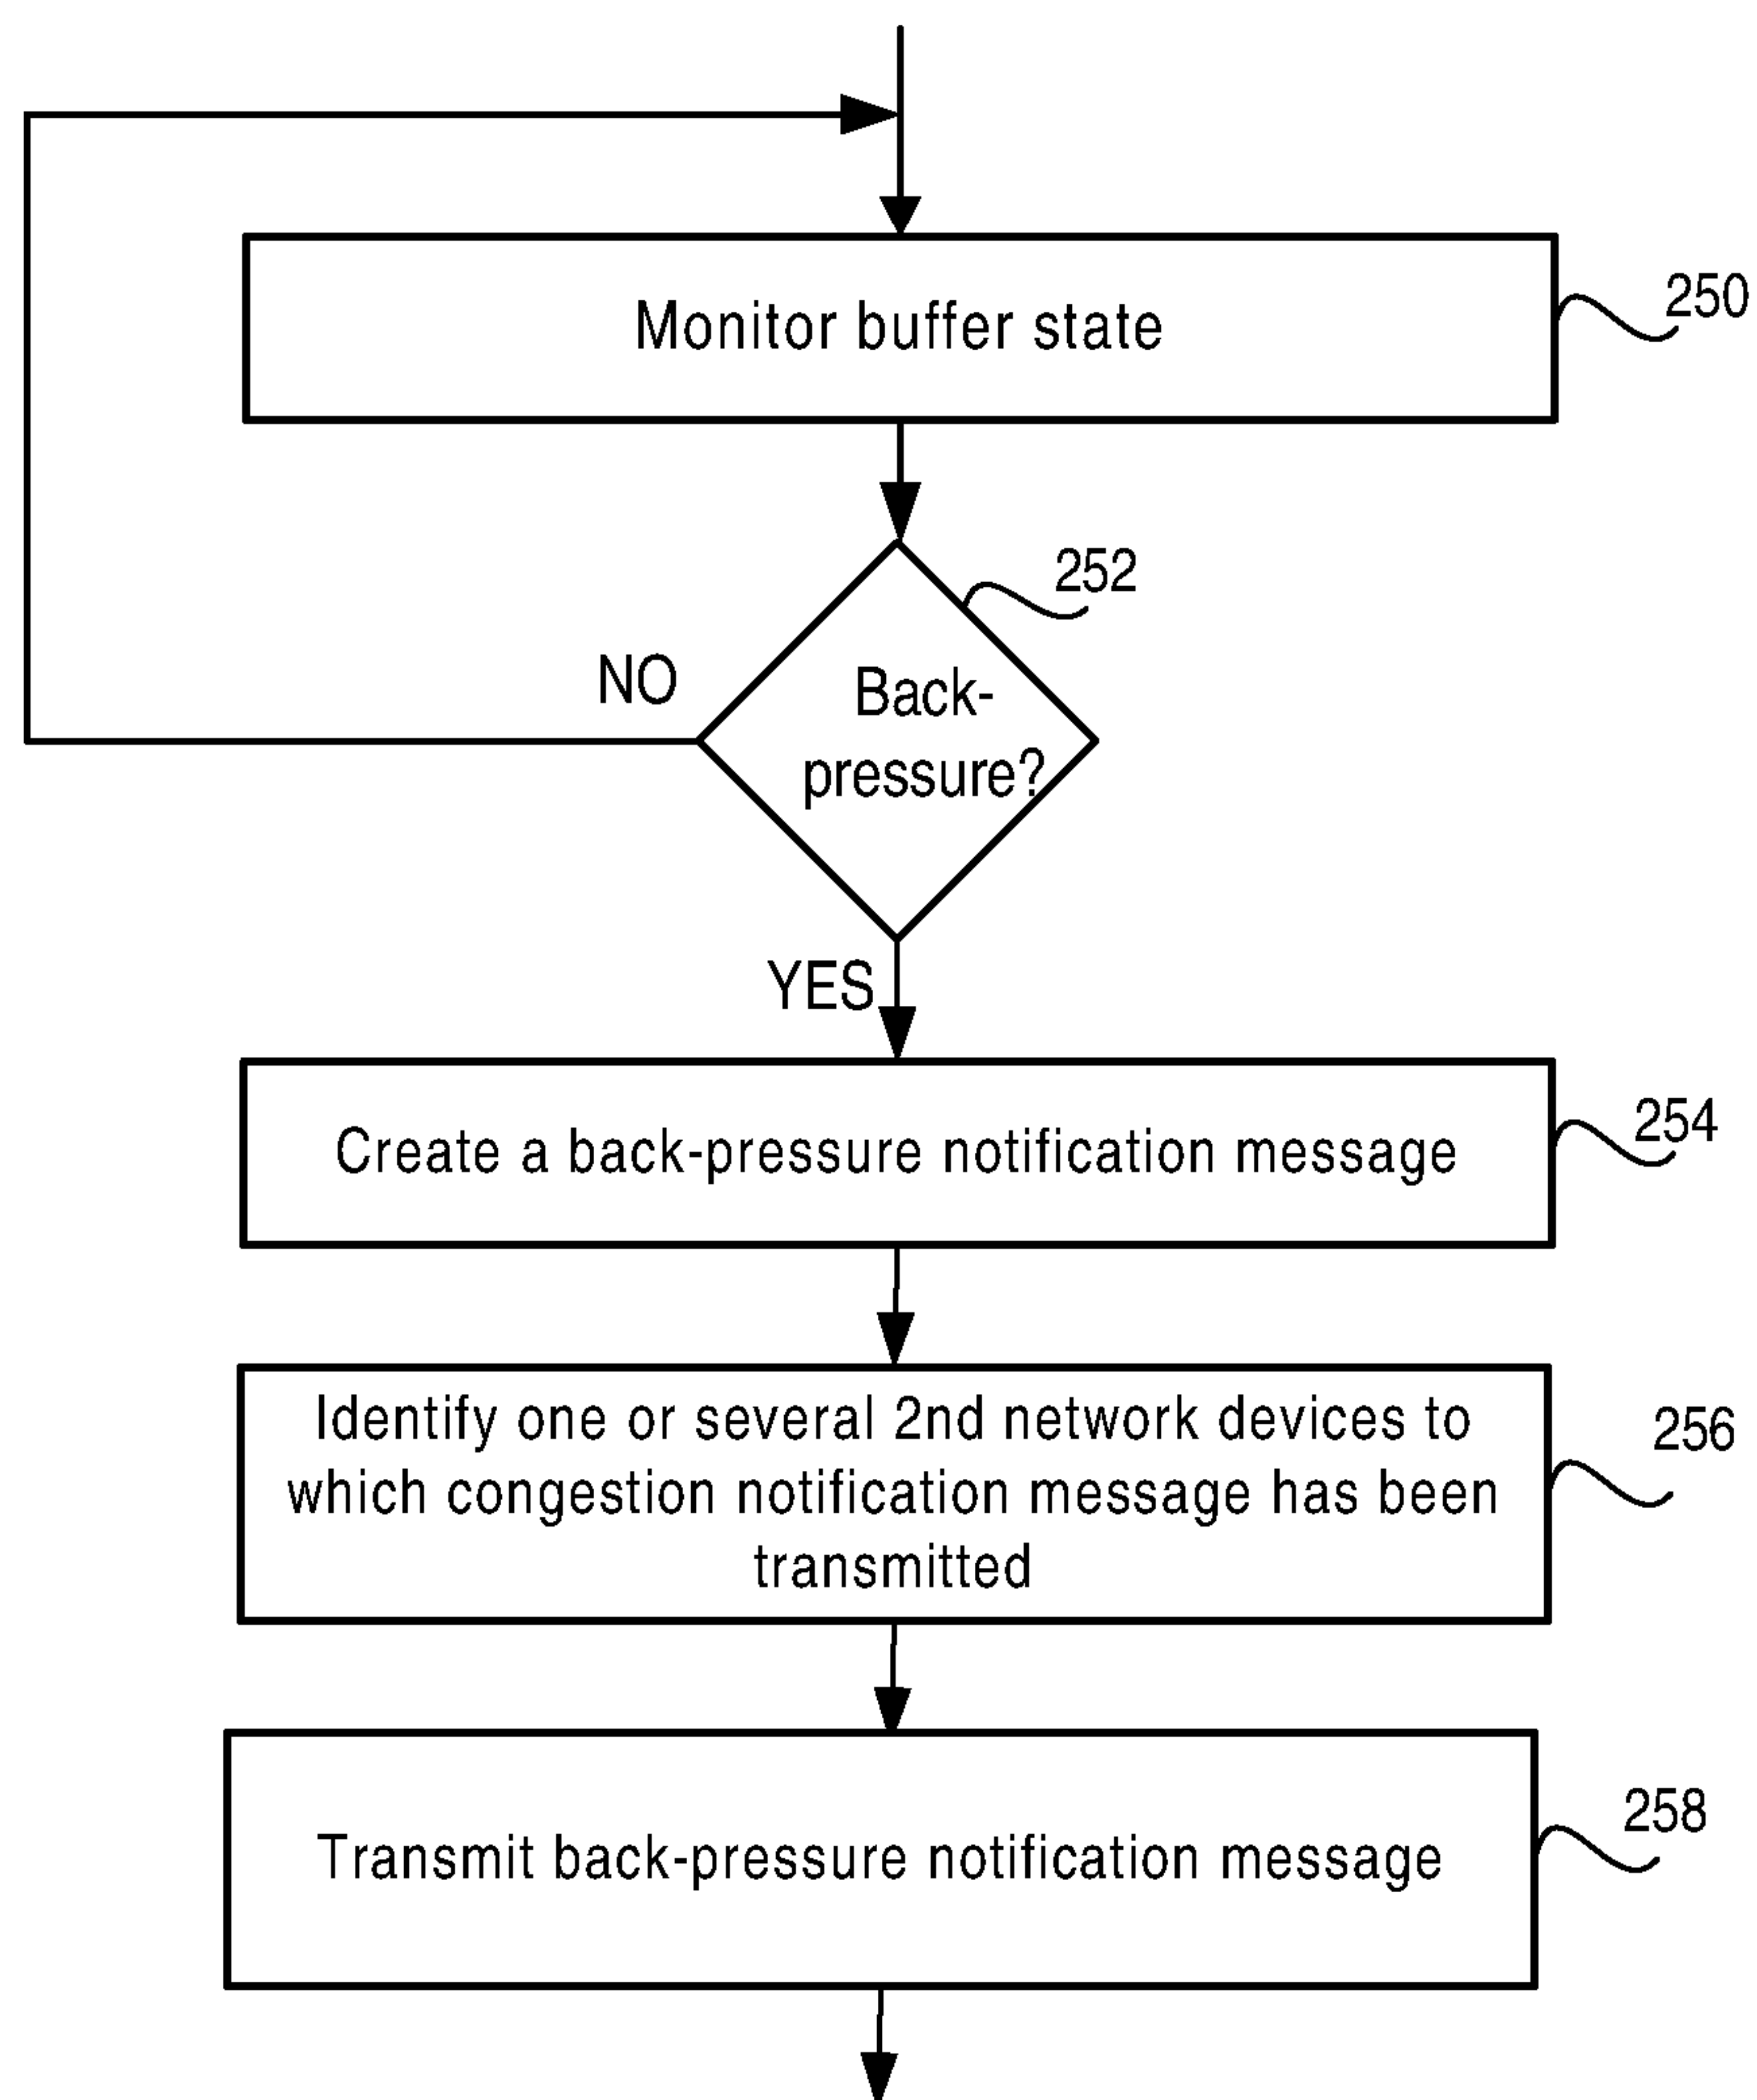 Monitor buffer state
250
252
NO
Back-
pressure?
YES
Create a back-pressure notification message
254
Identify one or several 2nd network devices to
which congestion notification message has been
transmitted
256
Transmit back-pressure notification message
258